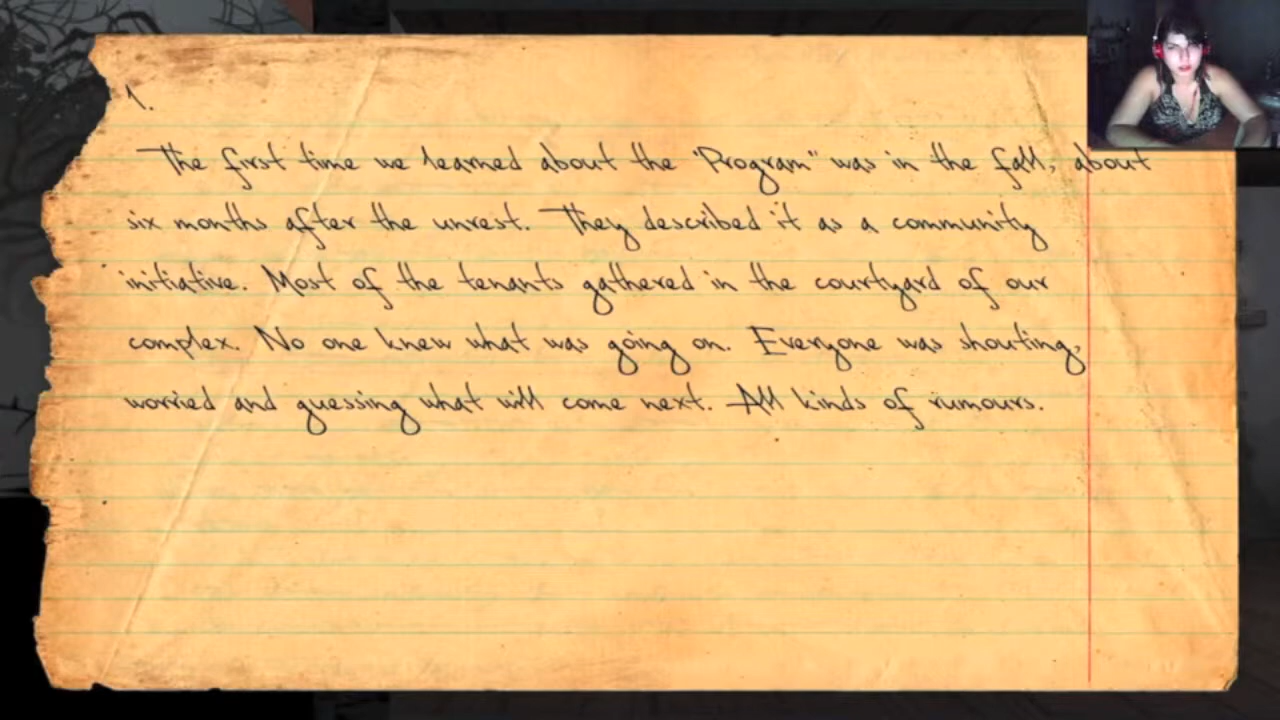 1.
The first time we learned about the "Program" was in the fall, about
six months after the unrest. They described it as a community
initiative. Most of the tenants gathered in the courtyard of our
complex. No one knew what was going on. Everyone was shouting,
worried and guessing what will come next. All kinds of rumours.